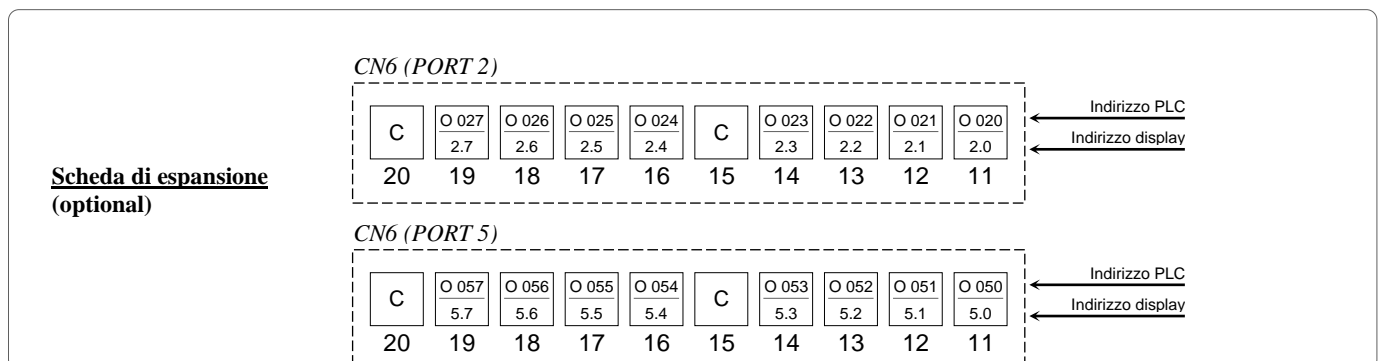 CN6 (PORT 2)
C O 027 O 026 O 025 O 024 C O 023 O 022 O 021 O 020 Indirizzo PLC
2.7 2.6 2.5 2.4 2.3 2.2 2.1 2.0 Indirizzo display
20 19 18 17 16 15 14 13 12 11
Scheda di espansione
(optional)
CN6 (PORT 5)
C O 057 O 056 O 055 O 054 C O 053 O 052 O 051 O 050 Indirizzo PLC
5.7 5.6 5.5 5.4 5.3 5.2 5.1 5.0 Indirizzo display
20 19 18 17 16 15 14 13 12 11